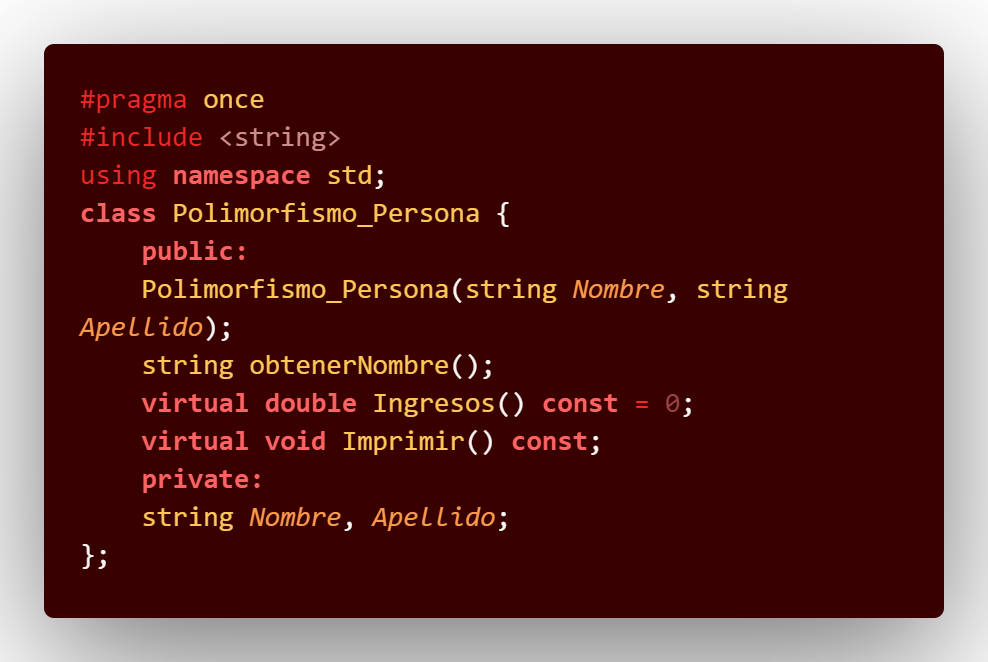 #pragma once
#include <string>
using namespace std;
class Polimorfismo_Persona {
    public:
    Polimorfismo_Persona(string Nombre, string
Apellido);
    string obtenerNombre();
    virtual double Ingresos() const = 0;
    virtual void Imprimir() const;
    private:
    string Nombre, Apellido;
};